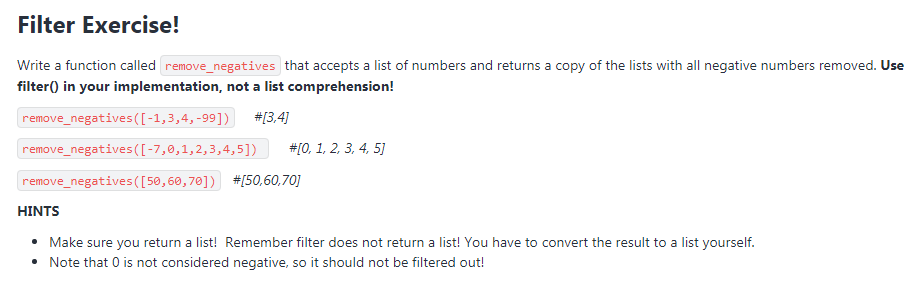 Filter Exercise!
Write a function called remove_negatives that accepts a list of numbers and returns a copy of the lists with all negative numbers removed. Use
filter() in your implementation, not a list comprehension!
remove_negatives([-1,3,4,-99]) #[3,4]
remove_negatives([-7,0,1,2,3,4,5]) #[0, 1, 2, 3, 4, 5]
remove_negatives([50,60,70]) #[50,60,70]
HINTS
• Make sure you return a list! Remember filter does not return a list! You have to convert the result to a list yourself.
• Note that 0 is not considered negative, so it should not be filtered out!